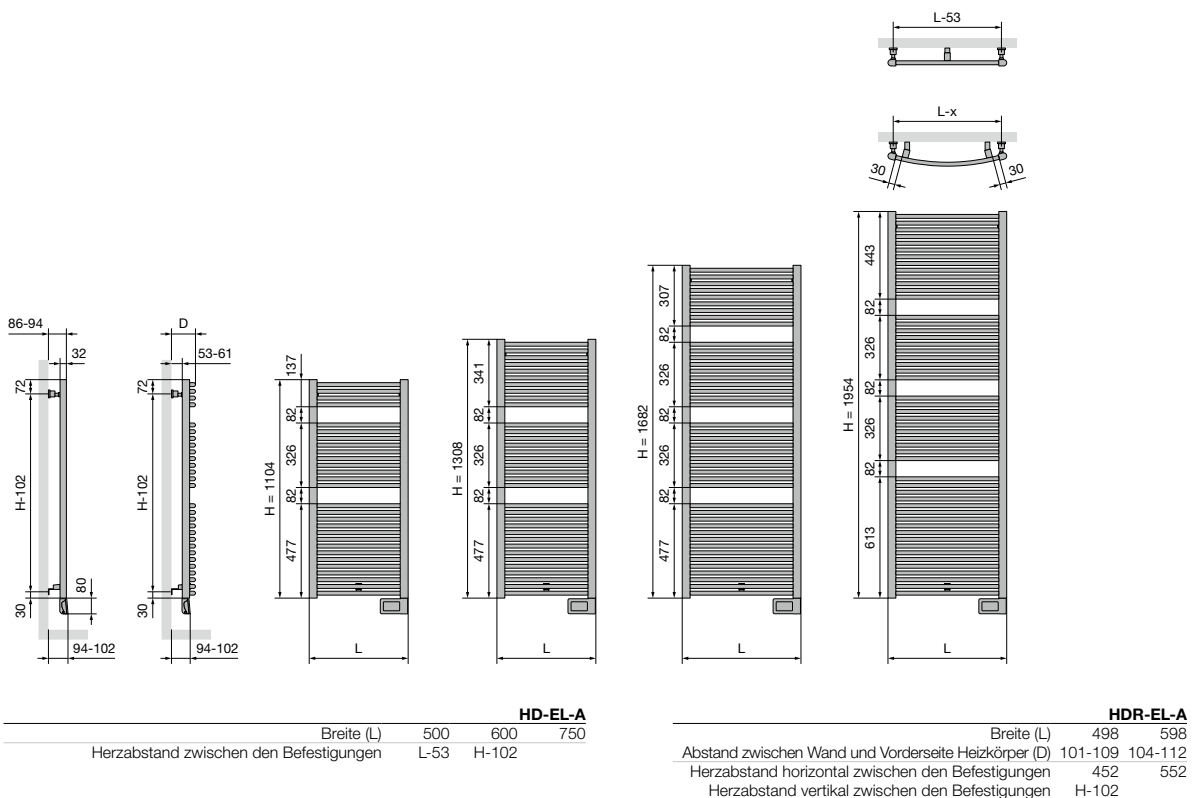 L-53
L-x
30
30
86-94
32
72
H-102
30
80
94-102
D
53-61
72
H-102
30
94-102
H = 1104
137
82
326
82
477
L
H = 1308
341
82
326
82
477
L
H = 1682
307
82
326
82
326
82
477
L
H = 1954
443
82
326
82
326
82
613
L
HD-EL-A
Breite (L) 500 600 750
Herzabstand zwischen den Befestigungen L-53 H-102
HDR-EL-A
Breite (L) 498 598
Abstand zwischen Wand und Vorderseite Heizkörper (D) 101-109 104-112
Herzabstand horizontal zwischen den Befestigungen 452 552
Herzabstand vertikal zwischen den Befestigungen H-102